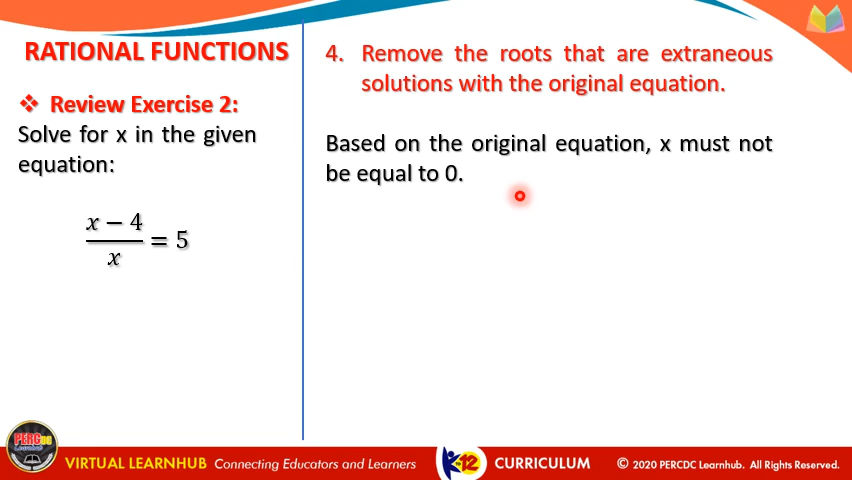 RATIONAL FUNCTIONS
❖ Review Exercise 2:
Solve for x in the given
equation:
x − 4
x
= 5
4. Remove the roots that are extraneous
solutions with the original equation.
Based on the original equation, x must not
be equal to 0.
PERCDC
Learnhub
VIRTUAL LEARNHUB Connecting Educators and Learners
K to 12 CURRICULUM
© 2020 PERCDC Learnhub. All Rights Reserved.